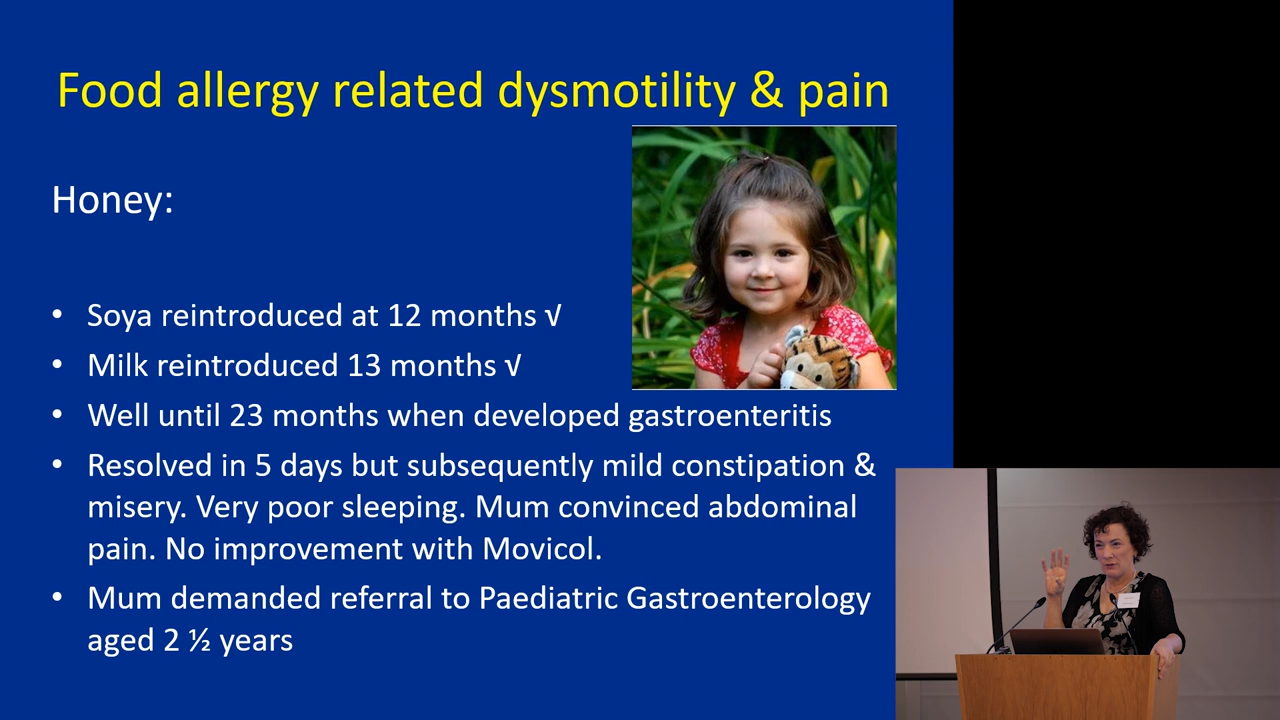 Food allergy related dysmotility & pain
Honey:
• Soya reintroduced at 12 months √
• Milk reintroduced 13 months √
• Well until 23 months when developed gastroenteritis
• Resolved in 5 days but subsequently mild constipation &
misery. Very poor sleeping. Mum convinced abdominal
pain. No improvement with Movicol.
• Mum demanded referral to Paediatric Gastroenterology
aged 2 ½ years